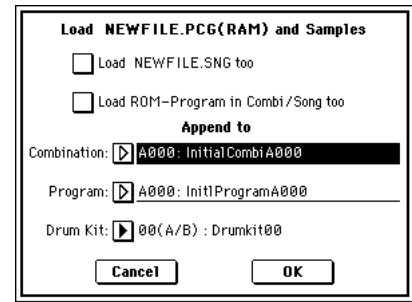 Load NEWFILE.PCG(RAM) and Samples
Load NEWFILE.SNG too
Load ROM-Program in Combi/Song too
Append to
Combination: A000: InitialCombiA000
Program: A000: InitlProgramA000
Drum Kit: 00(A/B) : Drumkit00
Cancel OK